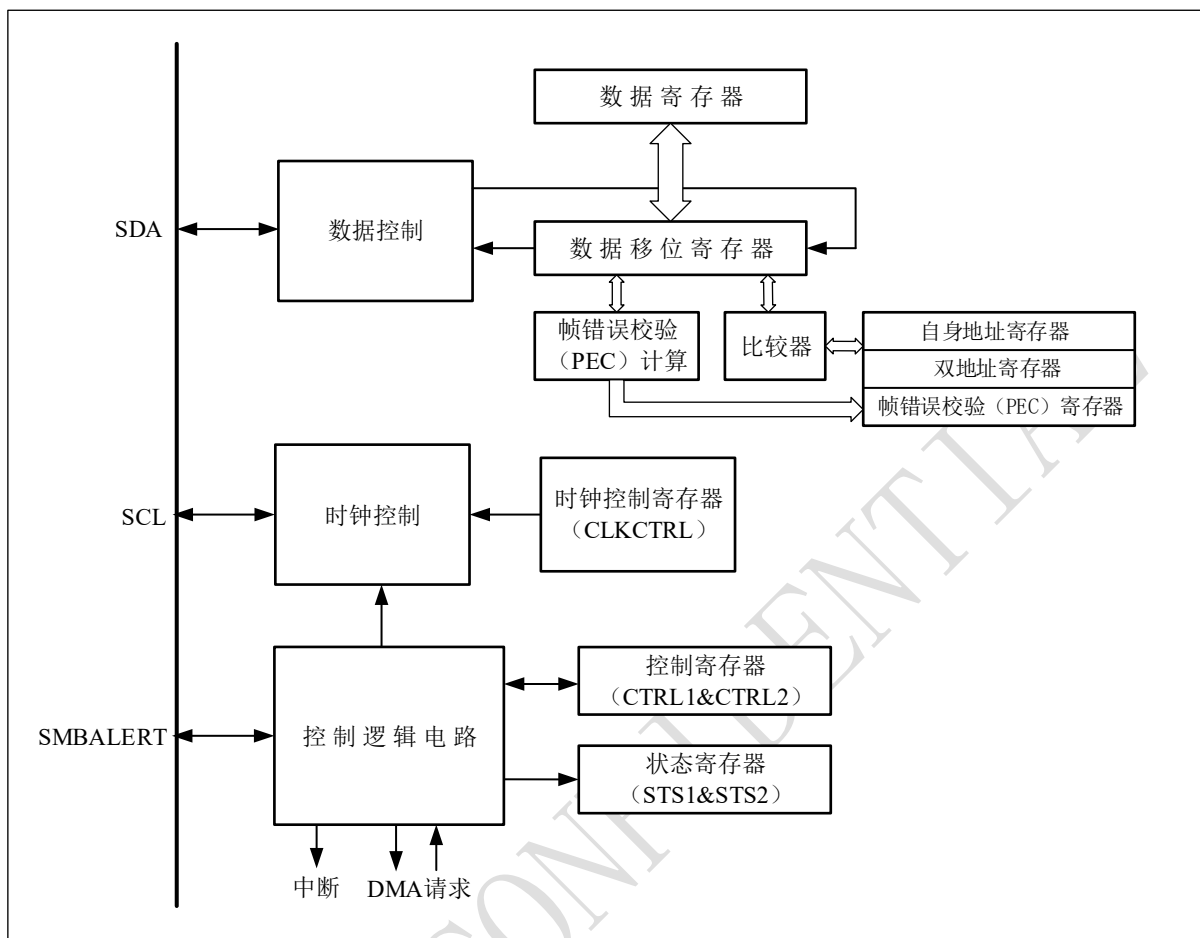 数据寄存器
SDA
数据控制
数据移位寄存器
帧错误校验
（PEC）计算
比较器
自身地址寄存器
双地址寄存器
帧错误校验（PEC）寄存器
SCL
时钟控制
时钟控制寄存器
（CLKCTRL）
SMBALERT
控制逻辑电路
控制寄存器
（CTRL1&CTRL2）
状态寄存器
（STS1&STS2）
中断
DMA请求
CONFIDENTIA